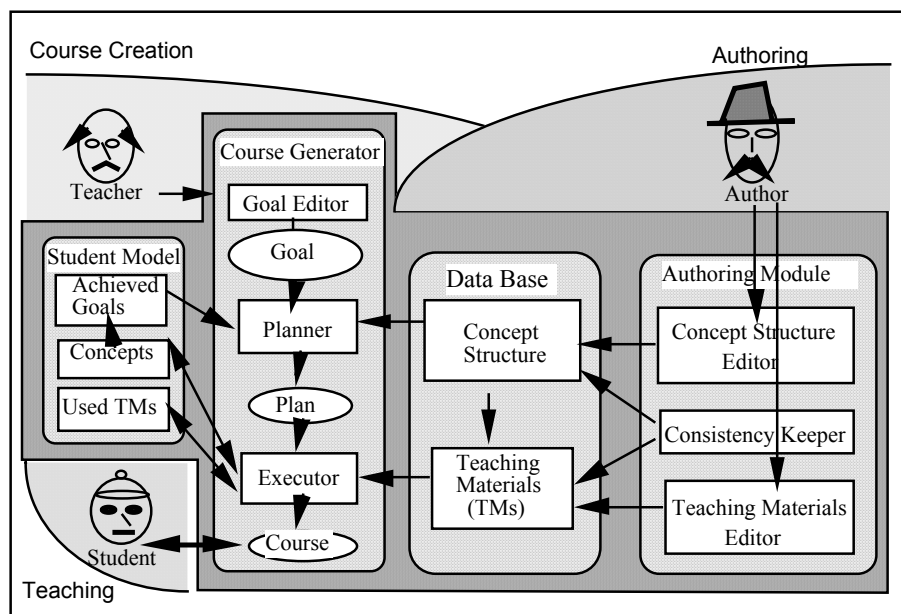 Course Creation
Authoring
Teacher
Author
Course Generator
Goal Editor
Goal
Planner
Plan
Executor
Course
Student Model
Achieved
Goals
Concepts
Used TMs
Data Base
Concept
Structure
Teaching
Materials
(TMs)
Authoring Module
Concept Structure
Editor
Consistency Keeper
Teaching Materials
Editor
Student
Teaching